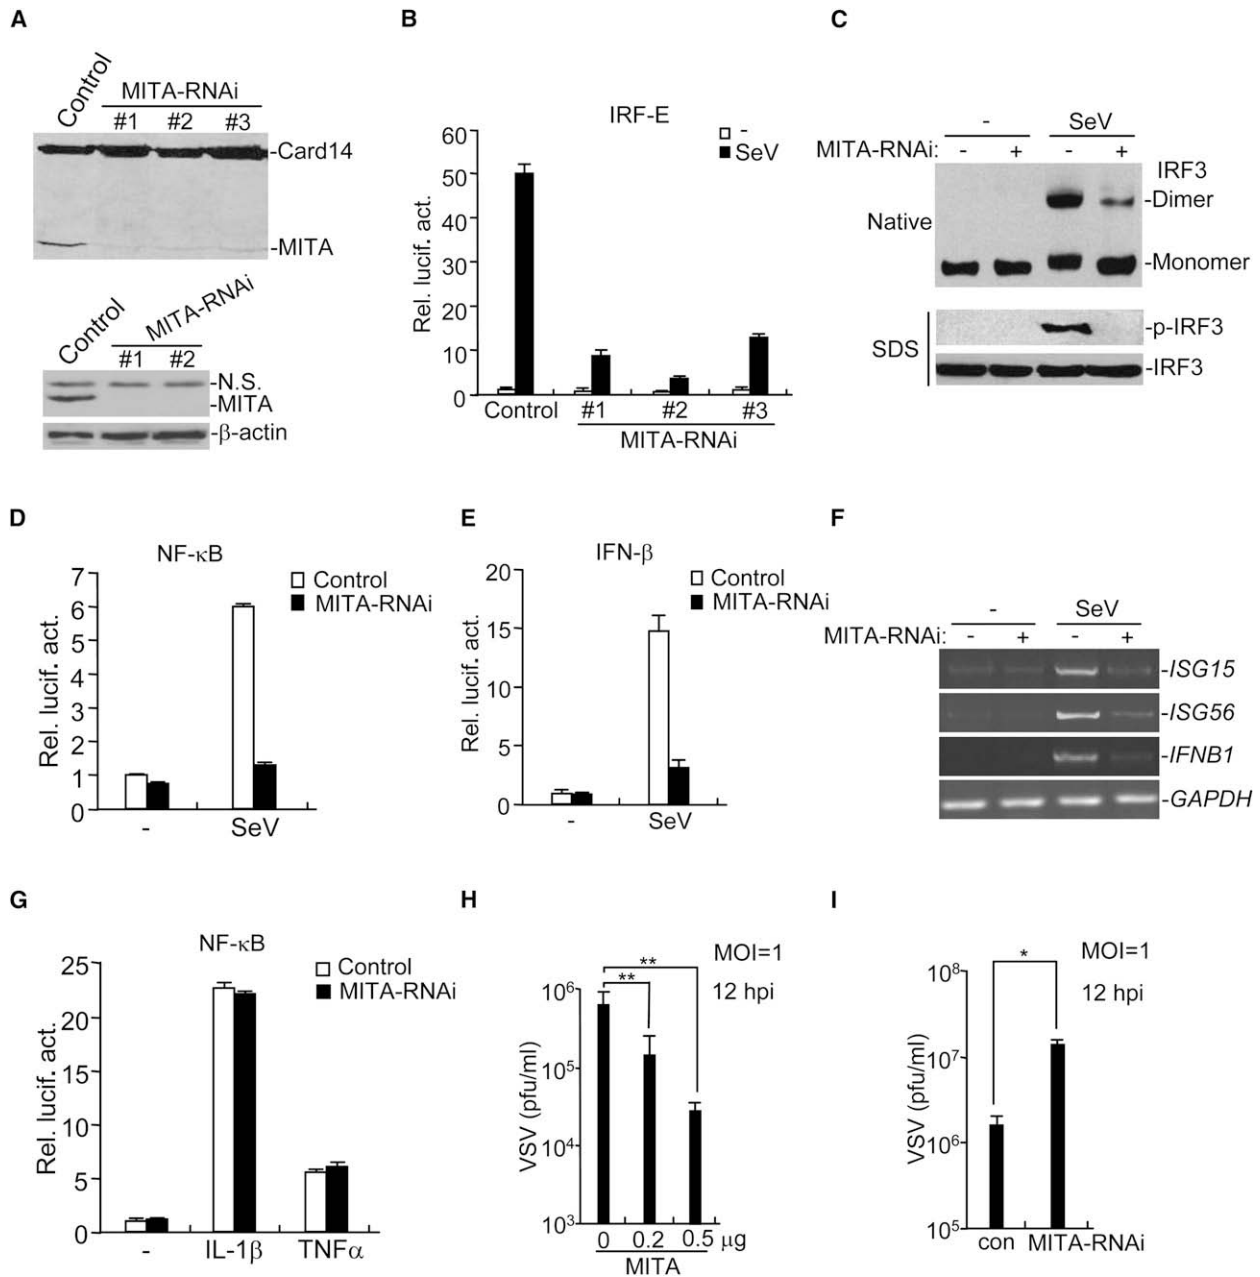 A
Control
MITA-RNAi
#1 #2 #3
-Card14
-MITA
Control
MITA-RNAi
#1 #2
-N.S.
-MITA
-β-actin
B
IRF-E
□ -
■ SeV
Rel. lucif. act.
60
50
40
30
20
10
0
Control #1 #2 #3
MITA-RNAi
C
- SeV
MITA-RNAi: - + - +
IRF3
Native
-Dimer
-Monomer
SDS
-p-IRF3
-IRF3
D
NF-κB
□ Control
■ MITA-RNAi
Rel. lucif. act.
7
6
5
4
3
2
1
0
- SeV
E
IFN-β
□ Control
■ MITA-RNAi
Rel. lucif. act.
20
15
10
5
0
- SeV
F
- SeV
MITA-RNAi: - + - +
-ISG15
-ISG56
-IFNB1
-GAPDH
G
NF-κB
□ Control
■ MITA-RNAi
Rel. lucif. act.
25
20
15
10
5
0
- IL-1β TNFα
H
MOI=1
12 hpi
**
**
VSV (pfu/ml)
10⁶
10⁵
10⁴
10³
0 0.2 0.5 μg
MITA
I
MOI=1
12 hpi
*
VSV (pfu/ml)
10⁸
10⁷
10⁶
10⁵
con MITA-RNAi